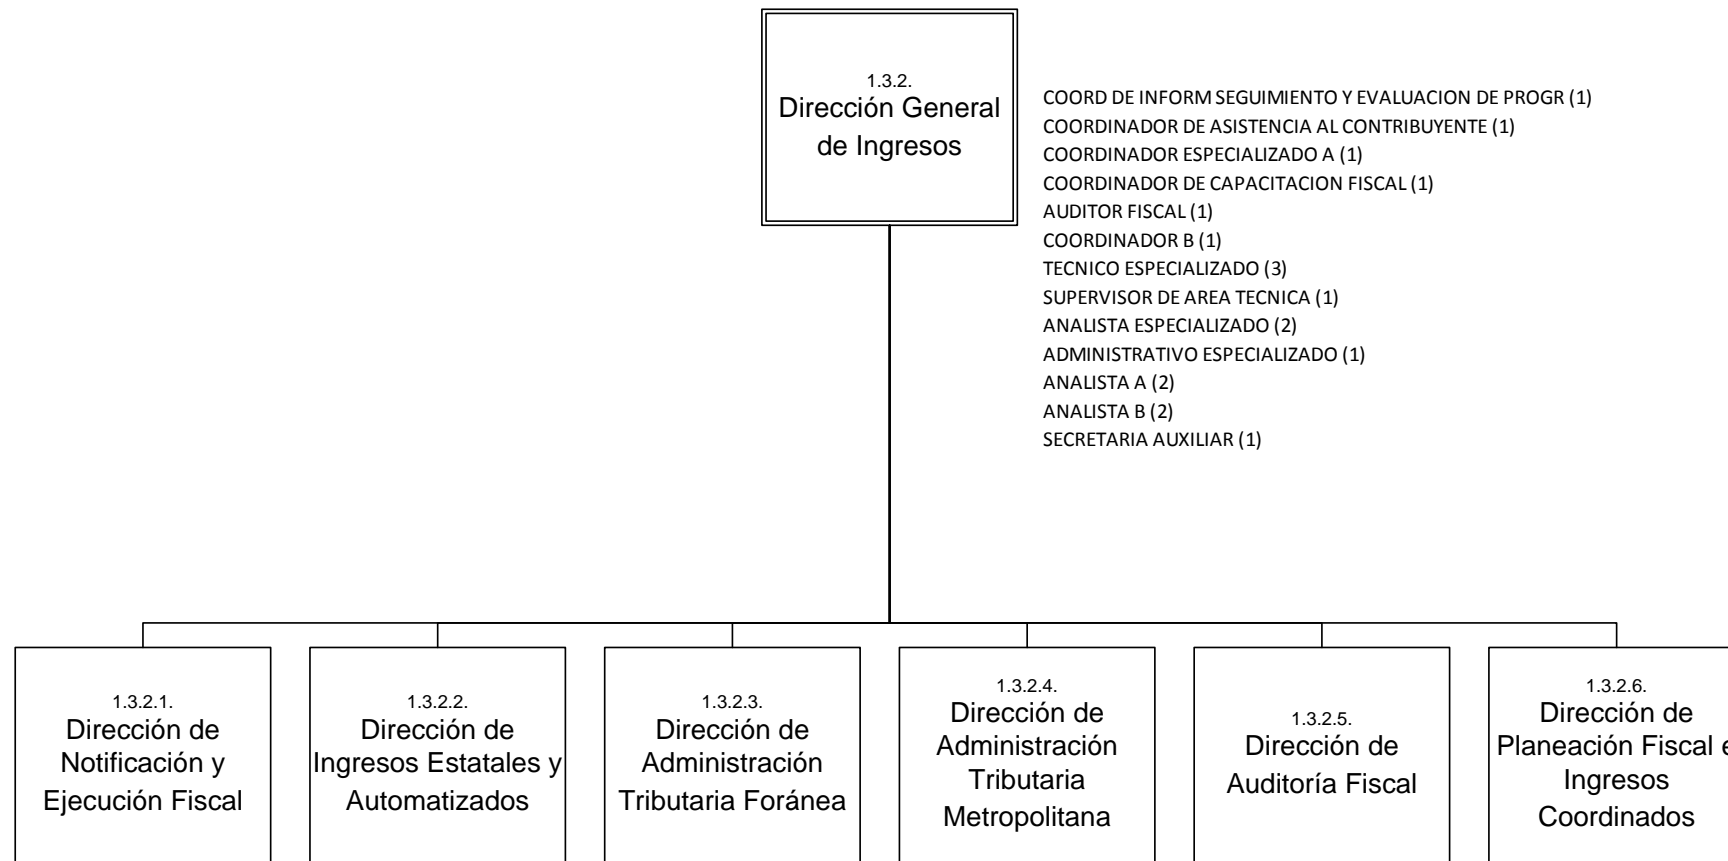 1.3.2.
Dirección General
de Ingresos
COORD DE INFORM SEGUIMIENTO Y EVALUACION DE PROGR (1)
COORDINADOR DE ASISTENCIA AL CONTRIBUYENTE (1)
COORDINADOR ESPECIALIZADO A (1)
COORDINADOR DE CAPACITACION FISCAL (1)
AUDITOR FISCAL (1)
COORDINADOR B (1)
TECNICO ESPECIALIZADO (3)
SUPERVISOR DE AREA TECNICA (1)
ANALISTA ESPECIALIZADO (2)
ADMINISTRATIVO ESPECIALIZADO (1)
ANALISTA A (2)
ANALISTA B (2)
SECRETARIA AUXILIAR (1)
1.3.2.1.
Dirección de
Notificación y
Ejecución Fiscal
1.3.2.2.
Dirección de
Ingresos Estatales y
Automatizados
1.3.2.3.
Dirección de
Administración
Tributaria Foránea
1.3.2.4.
Dirección de
Administración
Tributaria
Metropolitana
1.3.2.5.
Dirección de
Auditoría Fiscal
1.3.2.6.
Dirección de
Planeación Fiscal e
Ingresos
Coordinados